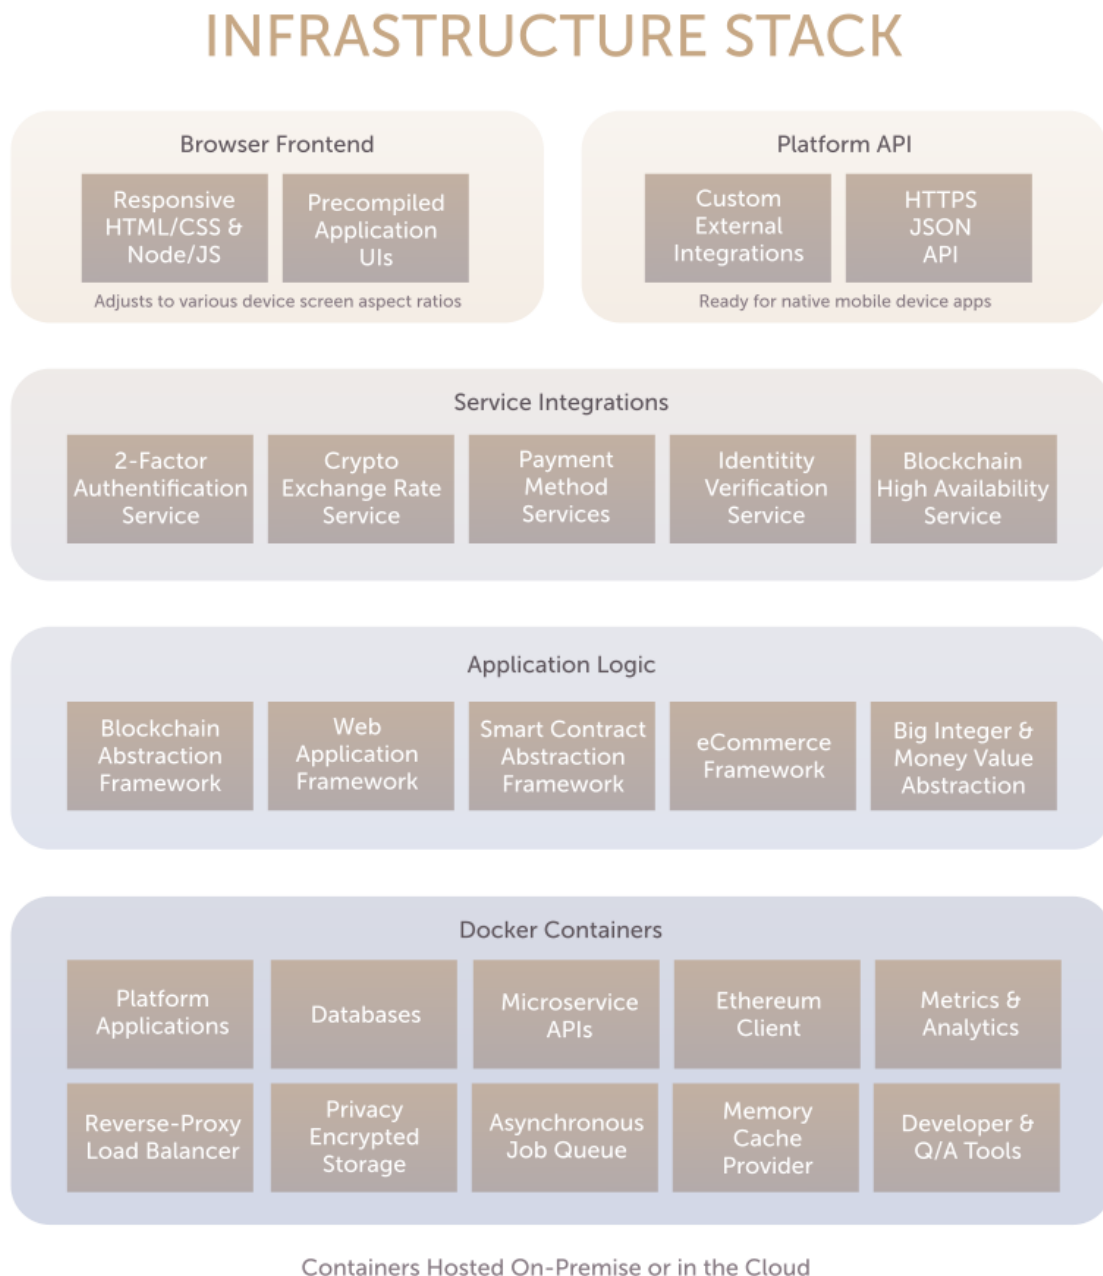 INFRASTRUCTURE STACK
Browser Frontend
Responsive
HTML/CSS &
Node/JS
Precompiled
Application
UIs
Adjusts to various device screen aspect ratios
Platform API
Custom
External
Integrations
HTTPS
JSON
API
Ready for native mobile device apps
Service Integrations
2-Factor
Authentification
Service
Crypto
Exchange Rate
Service
Payment
Method
Services
Identitity
Verification
Service
Blockchain
High Availability
Service
Application Logic
Blockchain
Abstraction
Framework
Web
Application
Framework
Smart Contract
Abstraction
Framework
eCommerce
Framework
Big Integer &
Money Value
Abstraction
Docker Containers
Platform
Applications
Databases
Microservice
APIs
Ethereum
Client
Metrics &
Analytics
Reverse-Proxy
Load Balancer
Privacy
Encrypted
Storage
Asynchronous
Job Queue
Memory
Cache
Provider
Developer &
Q/A Tools
Containers Hosted On-Premise or in the Cloud